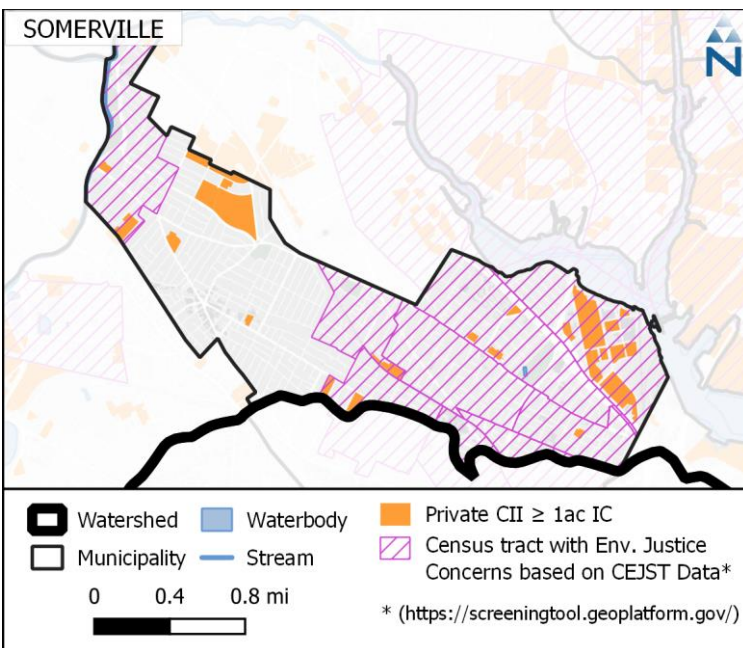 SOMERVILLE
N
Watershed
Waterbody
Private CII ≥ 1ac IC
Municipality
Stream
Census tract with Env. Justice
Concerns based on CEJST Data*
0 0.4 0.8 mi
* (https://screeningtool.geoplatform.gov/)